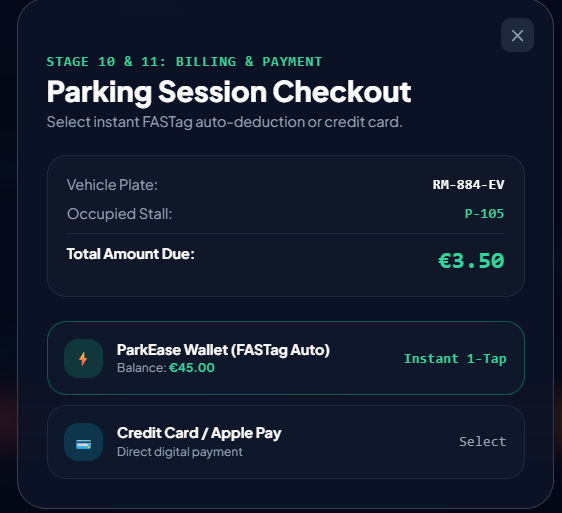 STAGE 10 & 11: BILLING & PAYMENT
Parking Session Checkout
Select instant FASTag auto-deduction or credit card.
Vehicle Plate: RM-884-EV
Occupied Stall: P-105
Total Amount Due: €3.50
ParkEase Wallet (FASTag Auto)
Balance: €45.00
Instant 1-Tap
Credit Card / Apple Pay
Direct digital payment
Select